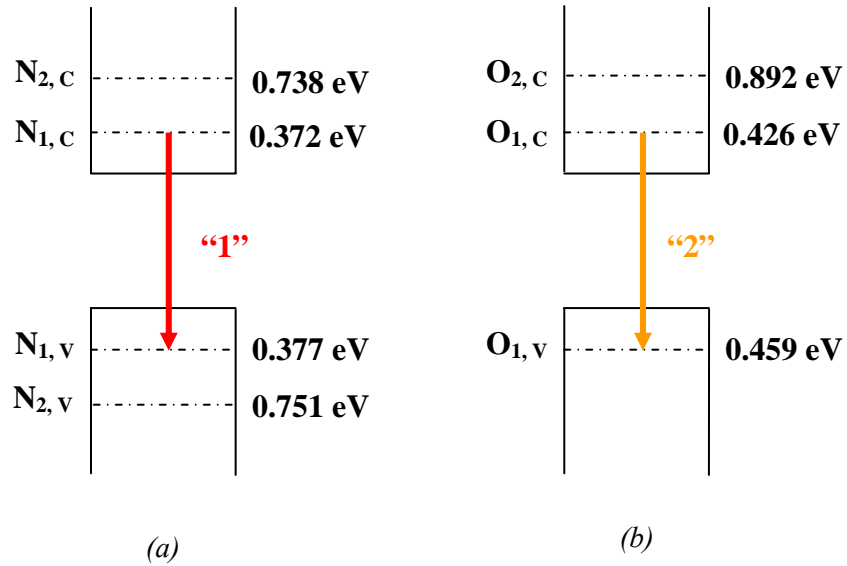 N2, C 0.738 eV
N1, C 0.372 eV
“1”
N1, V 0.377 eV
N2, V 0.751 eV
(a)
O2, C 0.892 eV
O1, C 0.426 eV
“2”
O1, V 0.459 eV
(b)